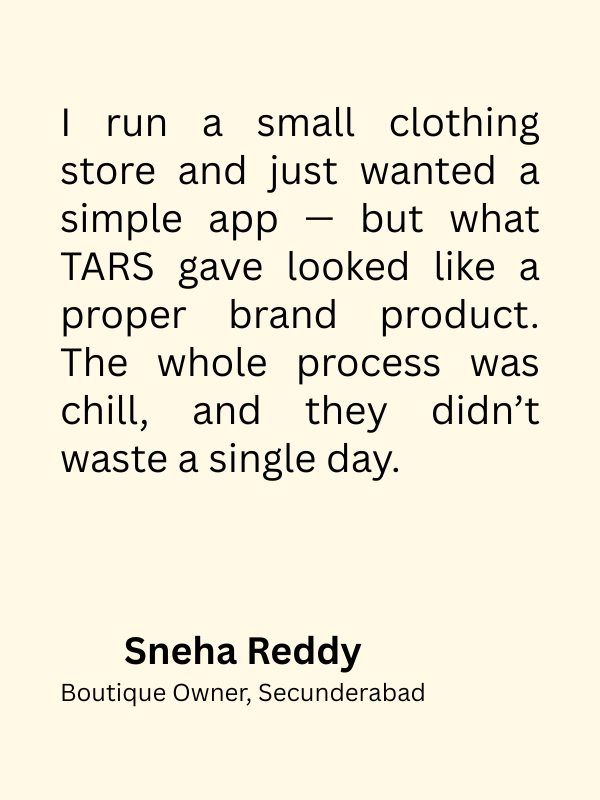 I run a small clothing
store and just wanted a
simple app — but what
TARS gave looked like a
proper brand product.
The whole process was
chill, and they didn’t
waste a single day.
Sneha Reddy
Boutique Owner, Secunderabad